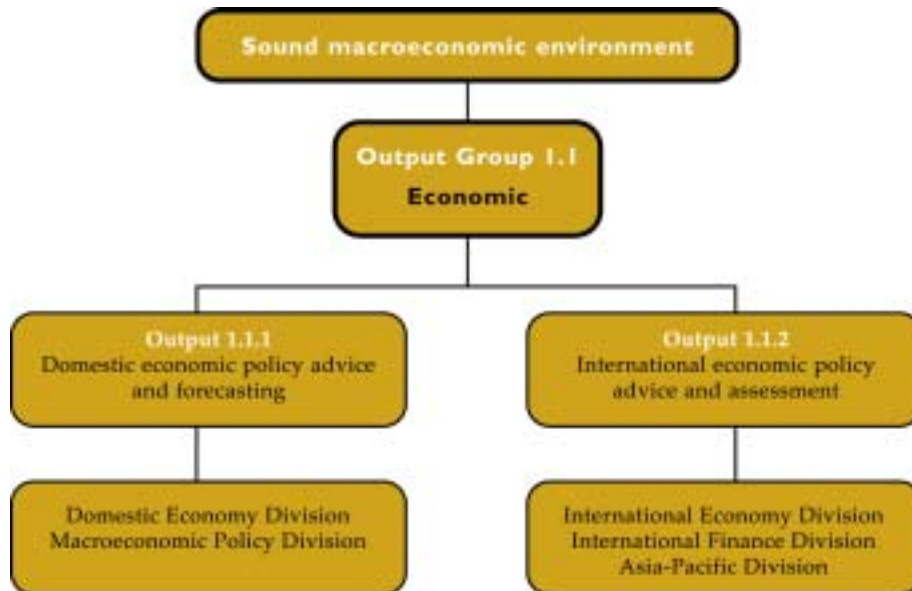 Sound macroeconomic environment
Output Group 1.1
Economic
Output 1.1.1
Domestic economic policy advice
and forecasting
Output 1.1.2
International economic policy
advice and assessment
Domestic Economy Division
Macroeconomic Policy Division
International Economy Division
International Finance Division
Asia-Pacific Division